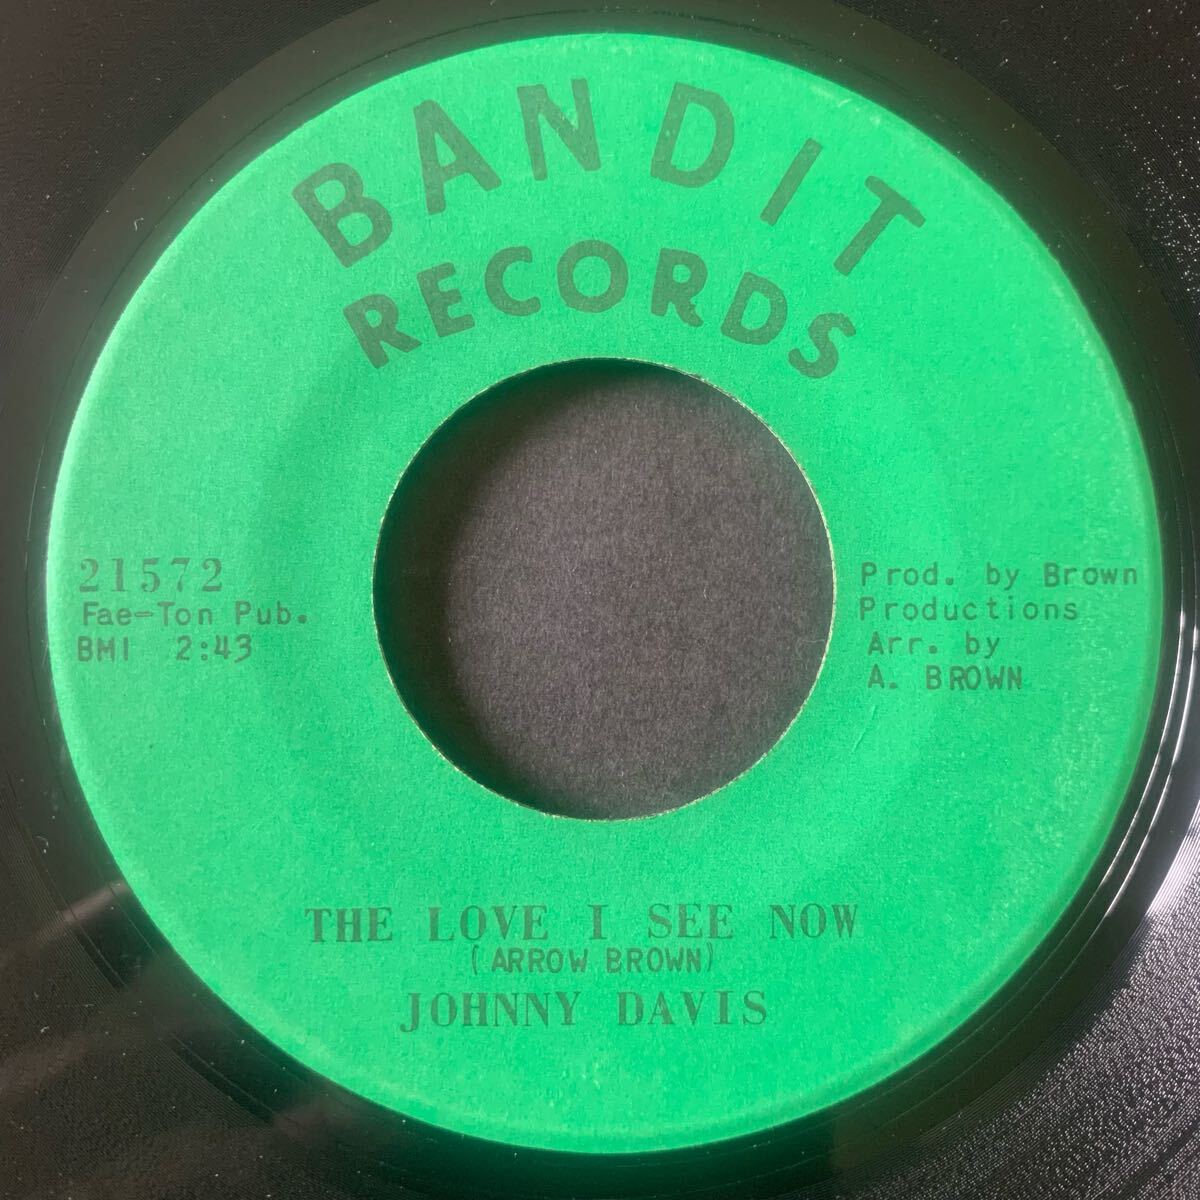 BANDIT
RECORDS
21572
Fae-Ton Pub.
BMI 2:43
Prod. by Brown
Productions
Arr. by
A. BROWN
THE LOVE I SEE NOW
(ARROW BROWN)
JOHNNY DAVIS